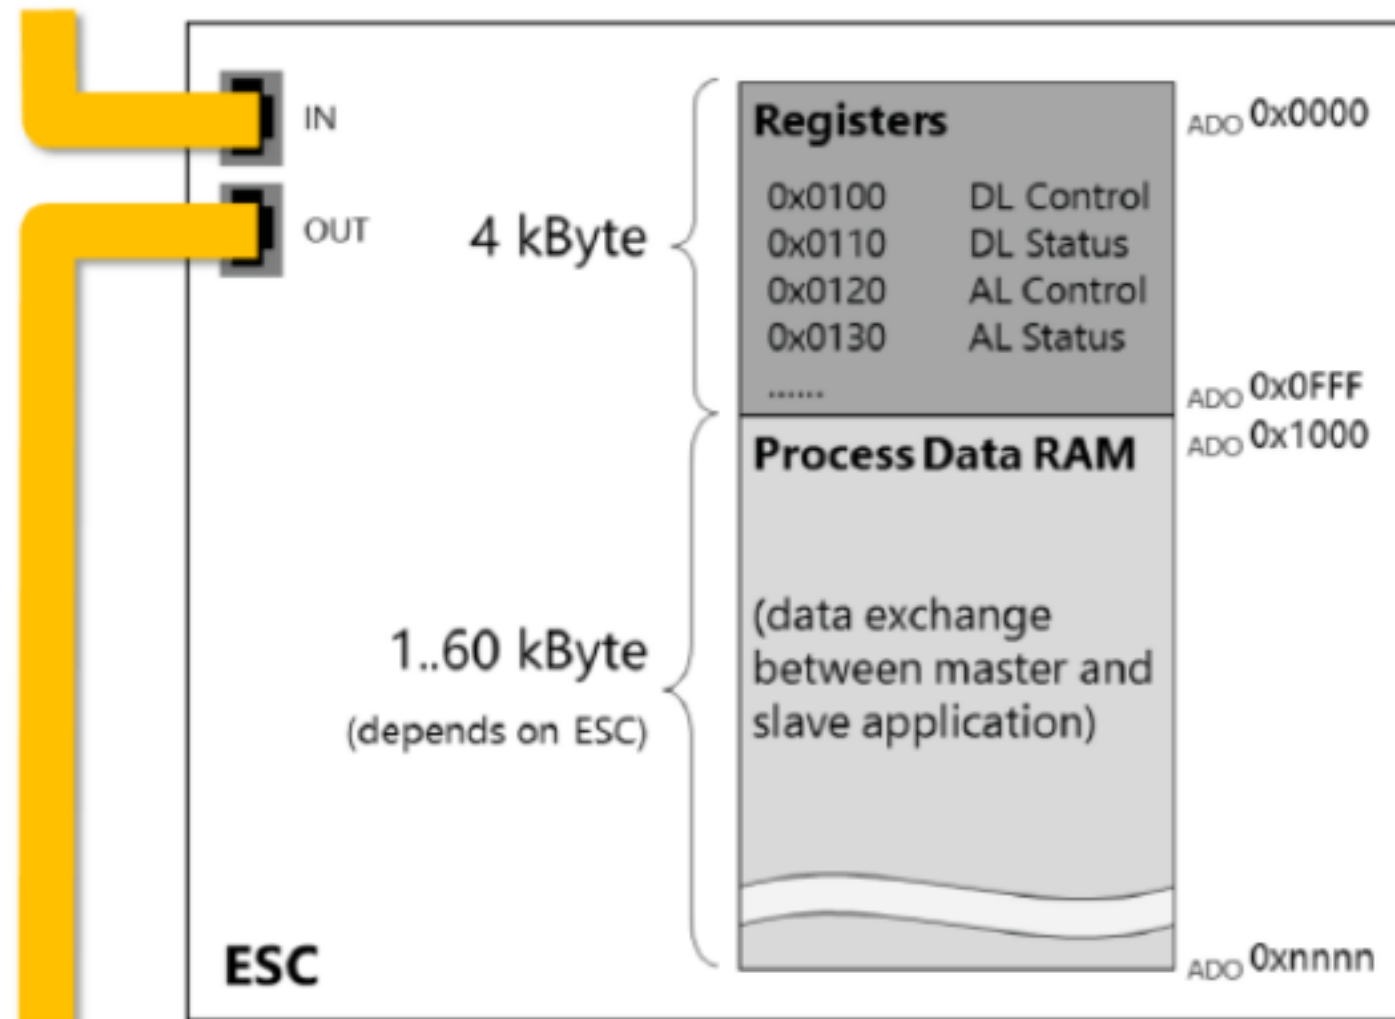 IN
OUT
4 kByte
Registers
0x0100 DL Control
0x0110 DL Status
0x0120 AL Control
0x0130 AL Status
......
ADO 0x0000
ADO 0x0FFF
ADO 0x1000
Process Data RAM
(data exchange
between master and
slave application)
1..60 kByte
(depends on ESC)
ADO 0xnnnn
ESC